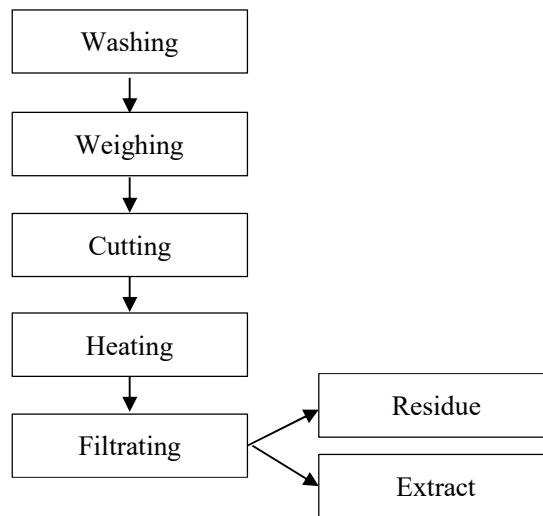 Washing
Weighing
Cutting
Heating
Filtrating
Residue
Extract